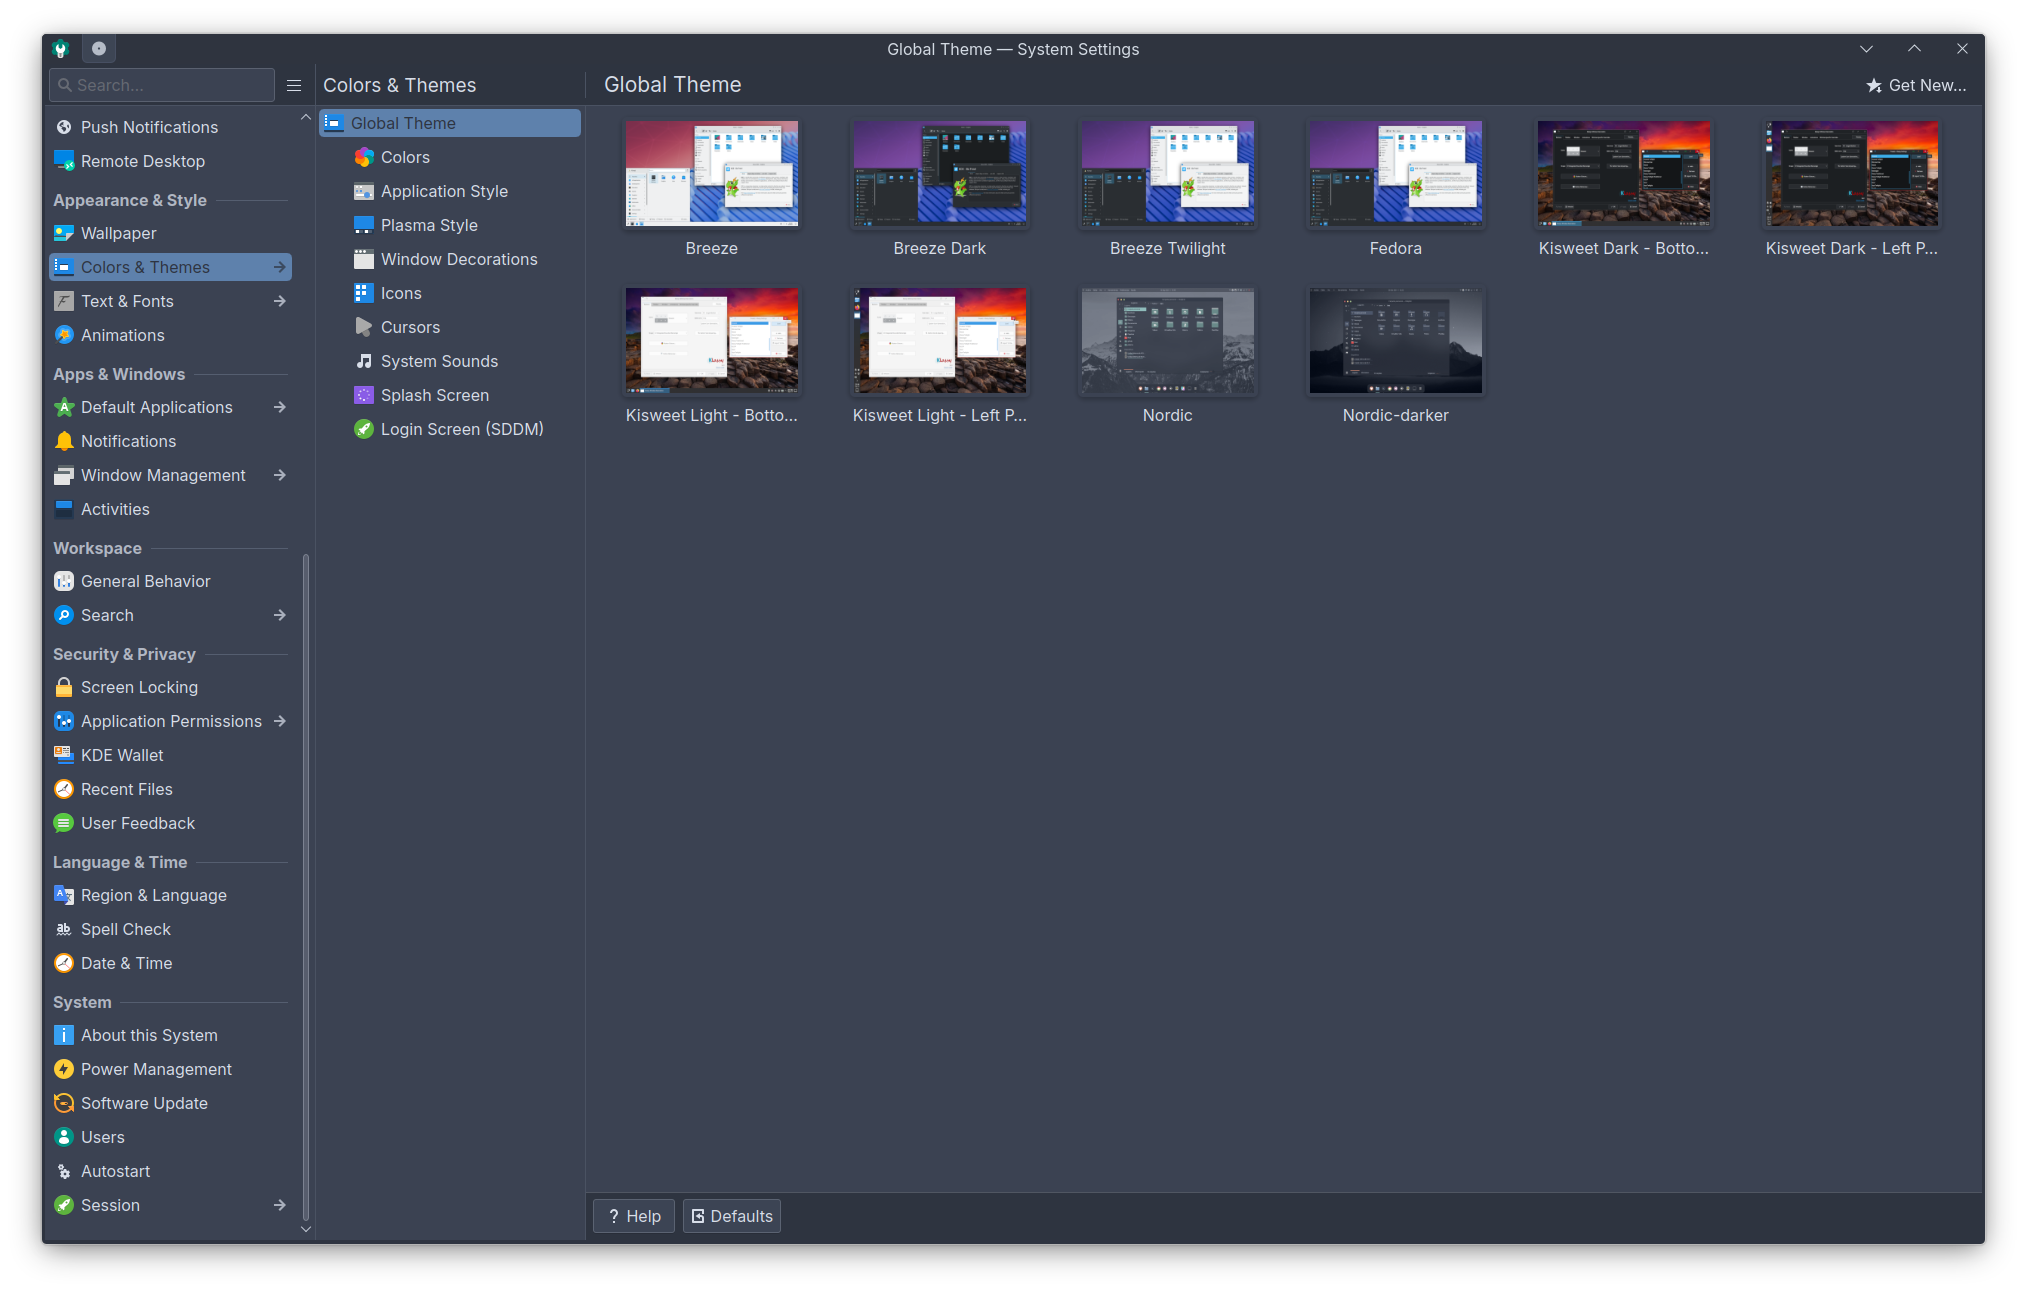 Global Theme — System Settings
Search...
Colors & Themes
Global Theme
Get New...
Push Notifications
Remote Desktop
Appearance & Style
Wallpaper
Colors & Themes
Text & Fonts
Animations
Apps & Windows
Default Applications
Notifications
Window Management
Activities
Workspace
General Behavior
Search
Security & Privacy
Screen Locking
Application Permissions
KDE Wallet
Recent Files
User Feedback
Language & Time
Region & Language
Spell Check
Date & Time
System
About this System
Power Management
Software Update
Users
Autostart
Session
Global Theme
Colors
Application Style
Plasma Style
Window Decorations
Icons
Cursors
System Sounds
Splash Screen
Login Screen (SDDM)
Breeze
Breeze Dark
Breeze Twilight
Fedora
Kisweet Dark - Botto...
Kisweet Dark - Left P...
Kisweet Light - Botto...
Kisweet Light - Left P...
Nordic
Nordic-darker
? Help
Defaults